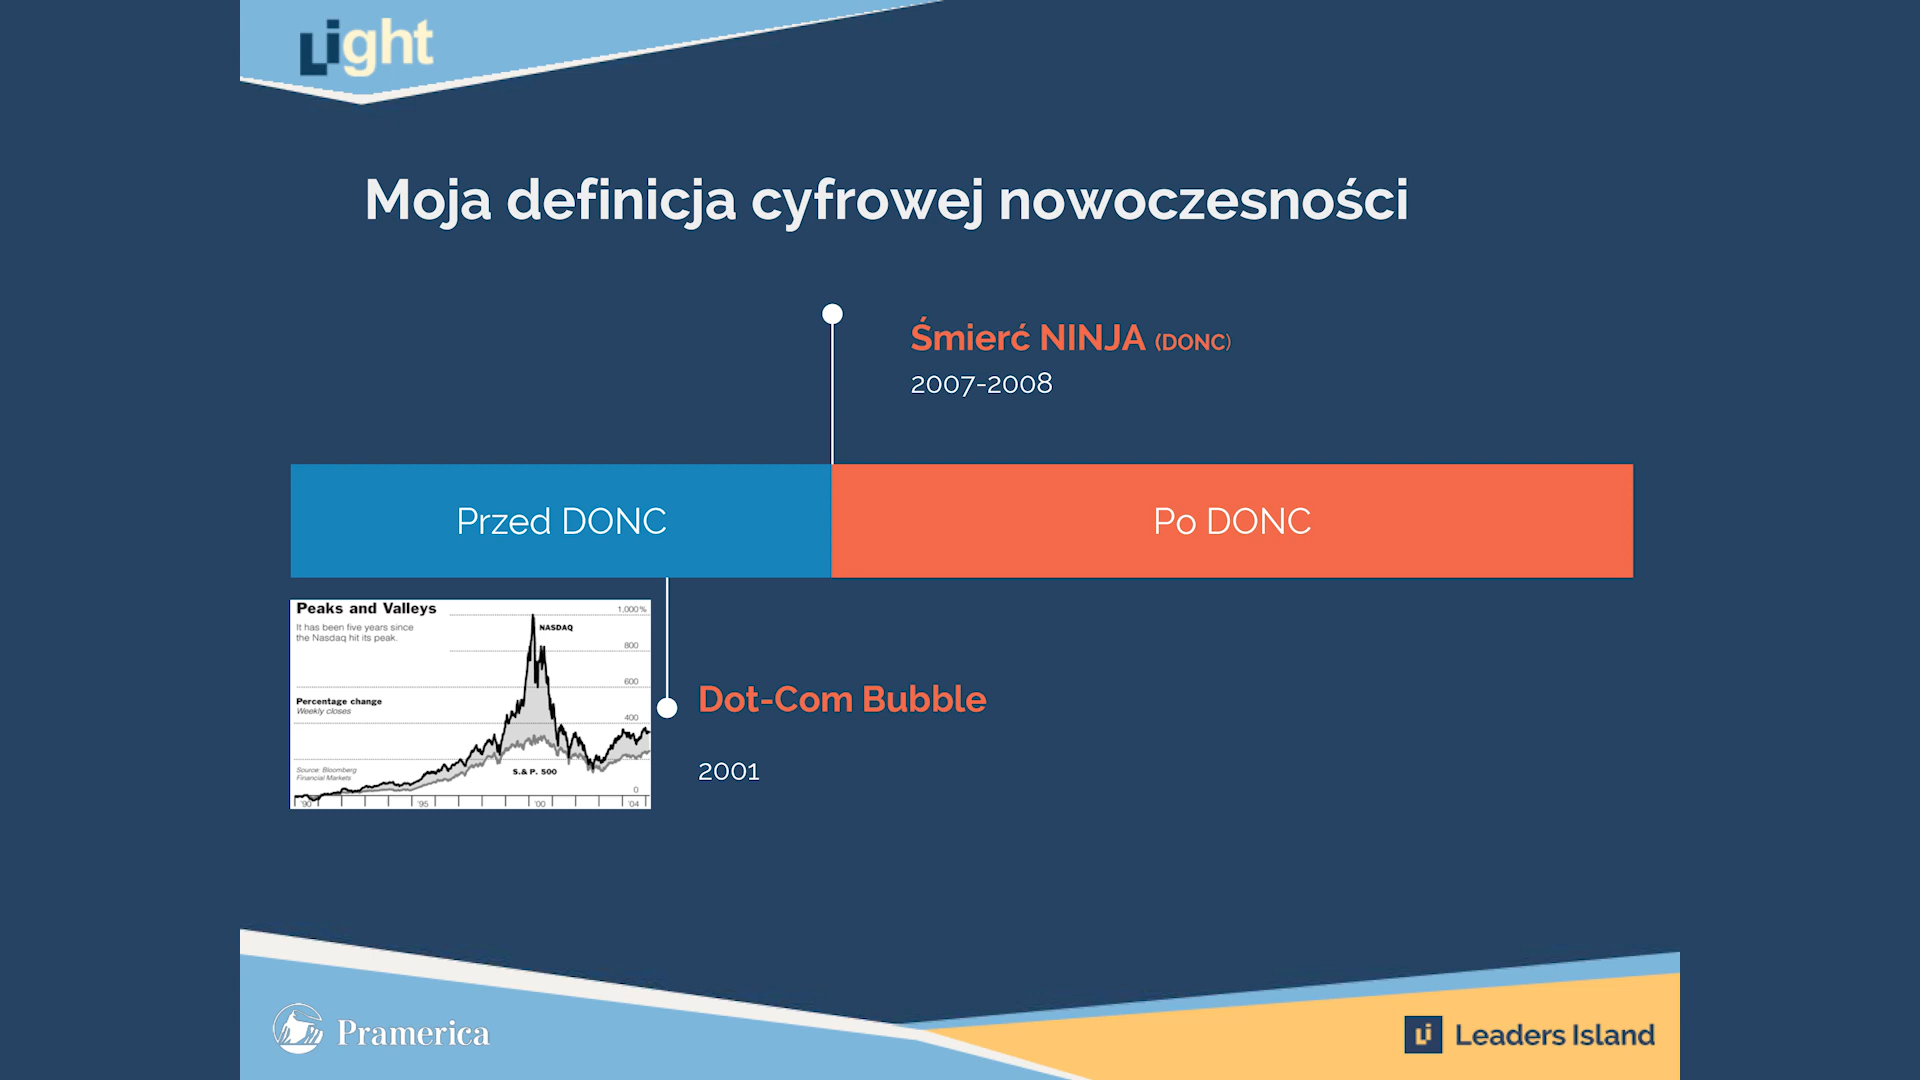 Light
Moja definicja cyfrowej nowoczesności
Śmierć NINJA (DONC)
2007-2008
Przed DONC
Po DONC
Peaks and Valleys
It has been five years since
the Nasdaq hit its peak.
1,000%
NASDAQ
800
600
Percentage change
Weekly closes
400
Source: Bloomberg
Financial Markets
S.& P. 500
0
'90
'95
'00
'04
Dot-Com Bubble
2001
Pramerica
Li
Leaders Island